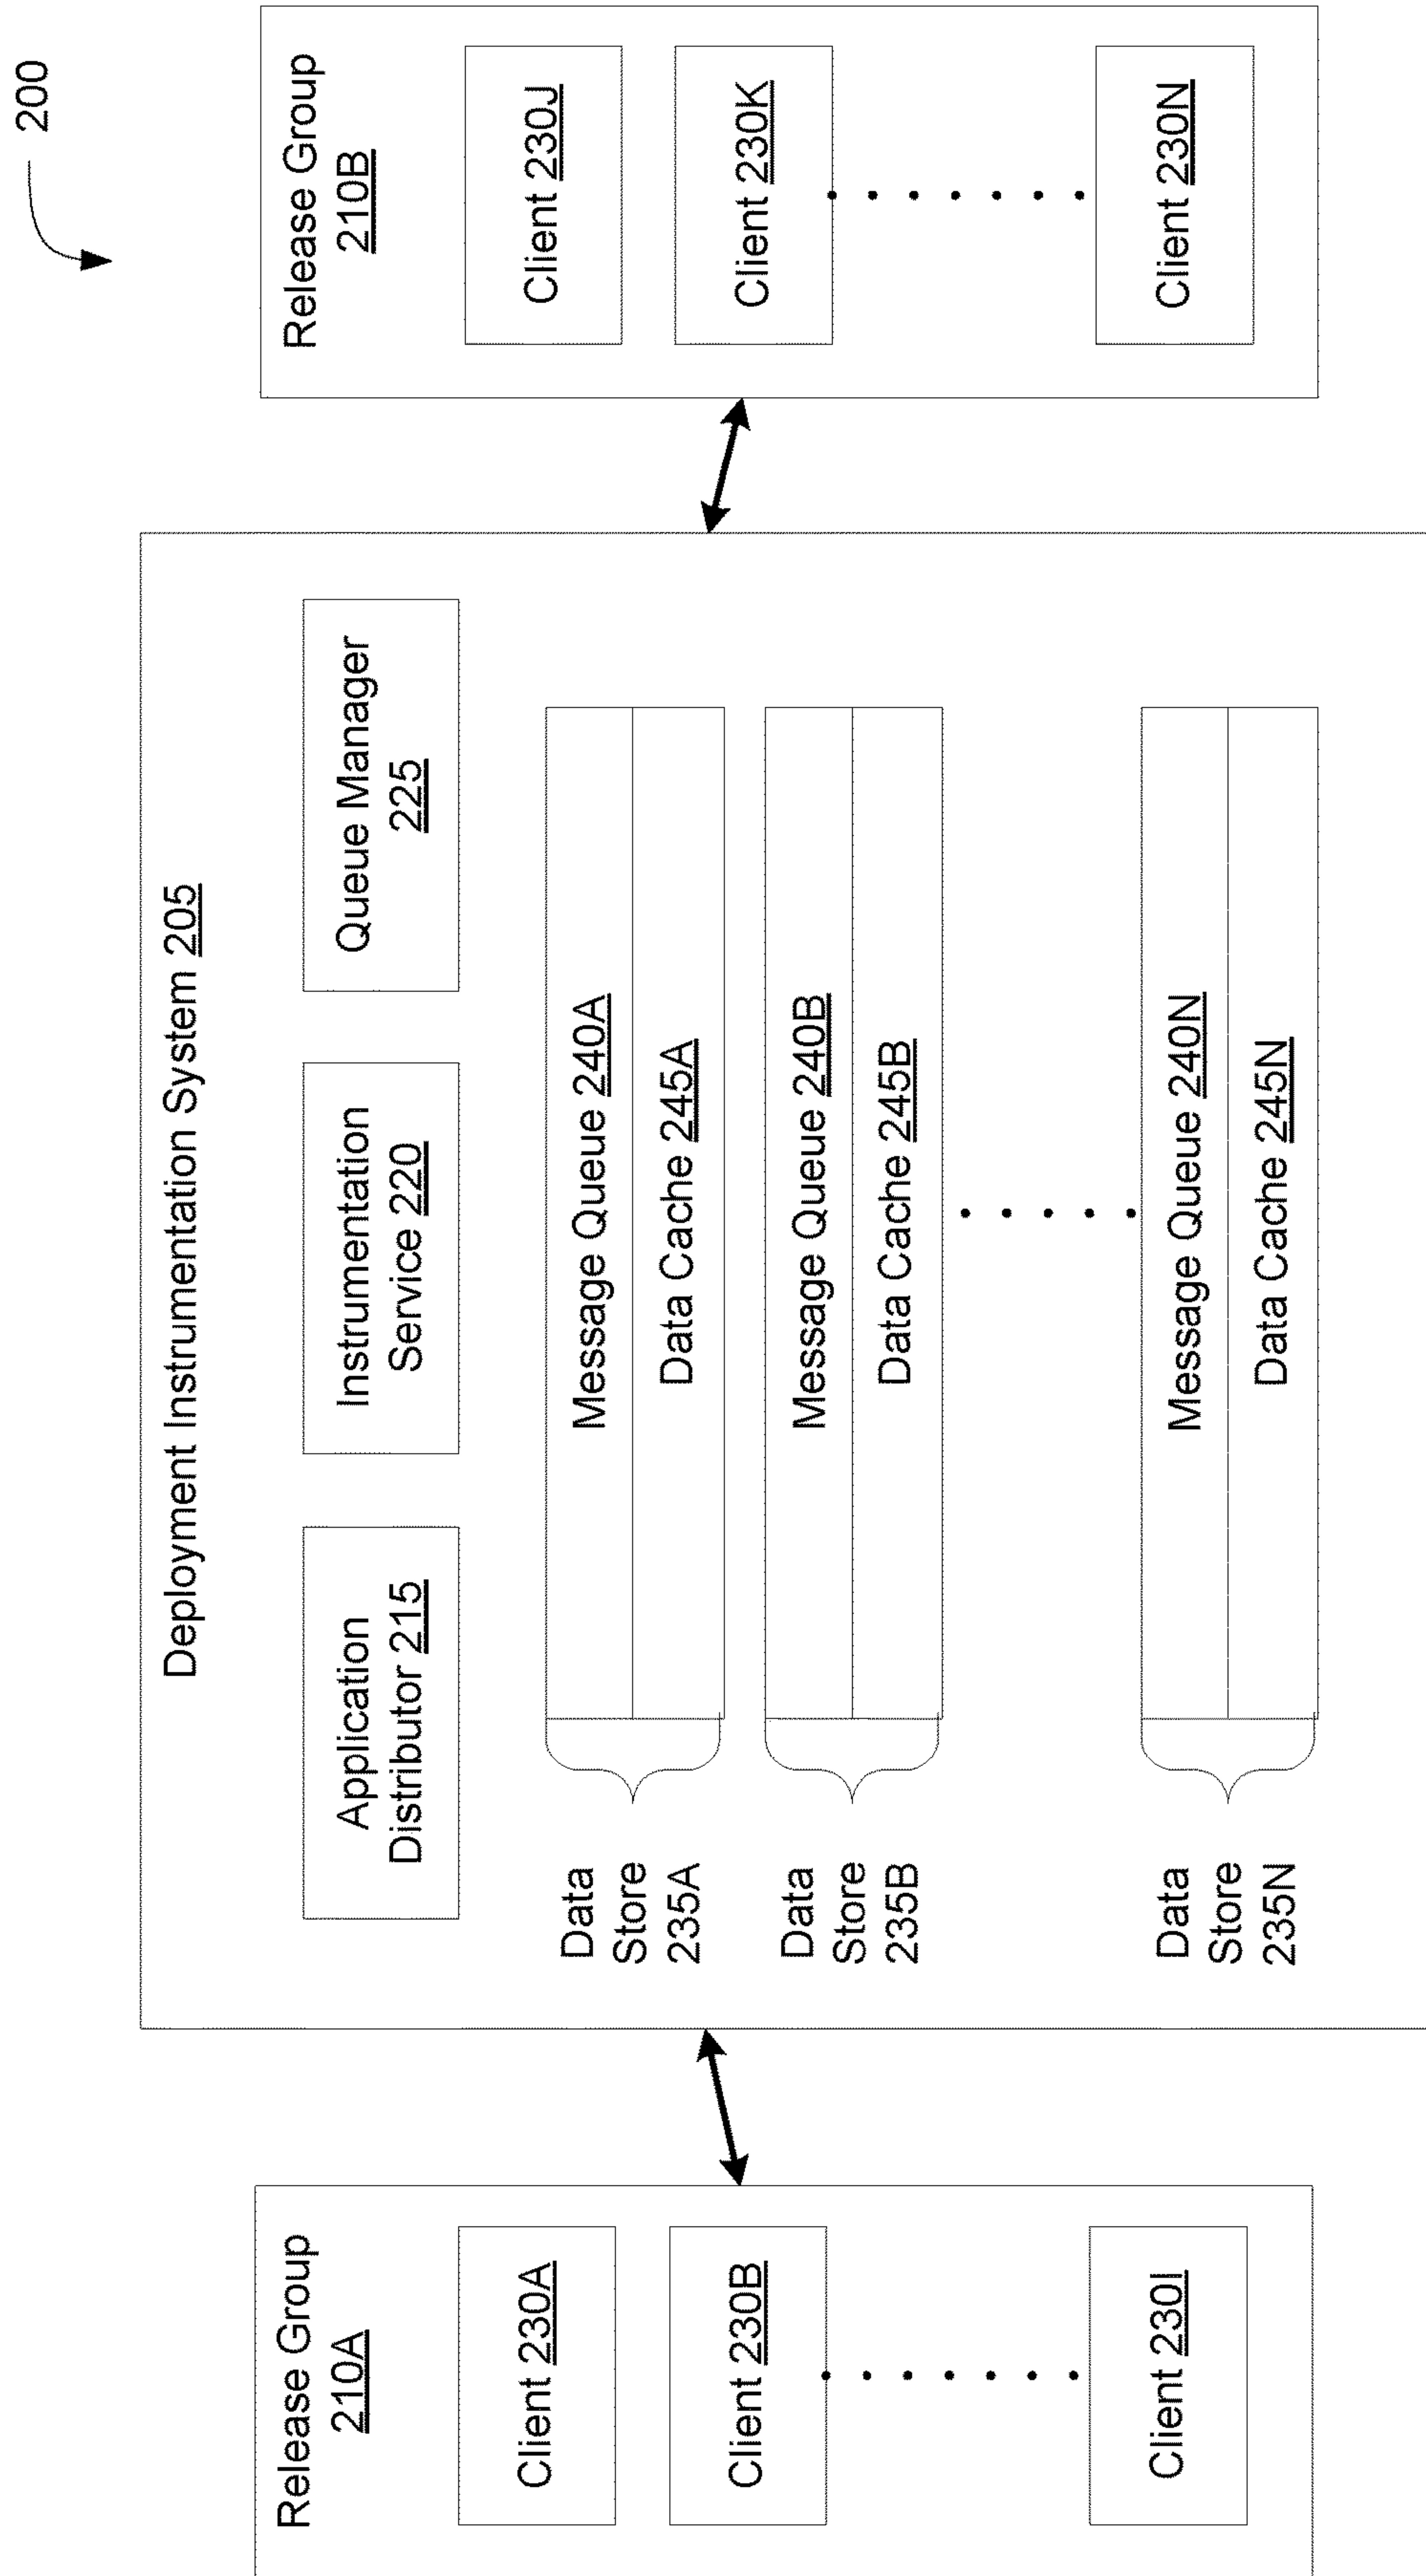 200
Release Group
210A
Client 230A
Client 230B
Client 230I
Deployment Instrumentation System 205
Application
Distributor 215
Instrumentation
Service 220
Queue Manager
225
Data
Store
235A
Message Queue 240A
Data Cache 245A
Data
Store
235B
Message Queue 240B
Data Cache 245B
Data
Store
235N
Message Queue 240N
Data Cache 245N
Release Group
210B
Client 230J
Client 230K
Client 230N